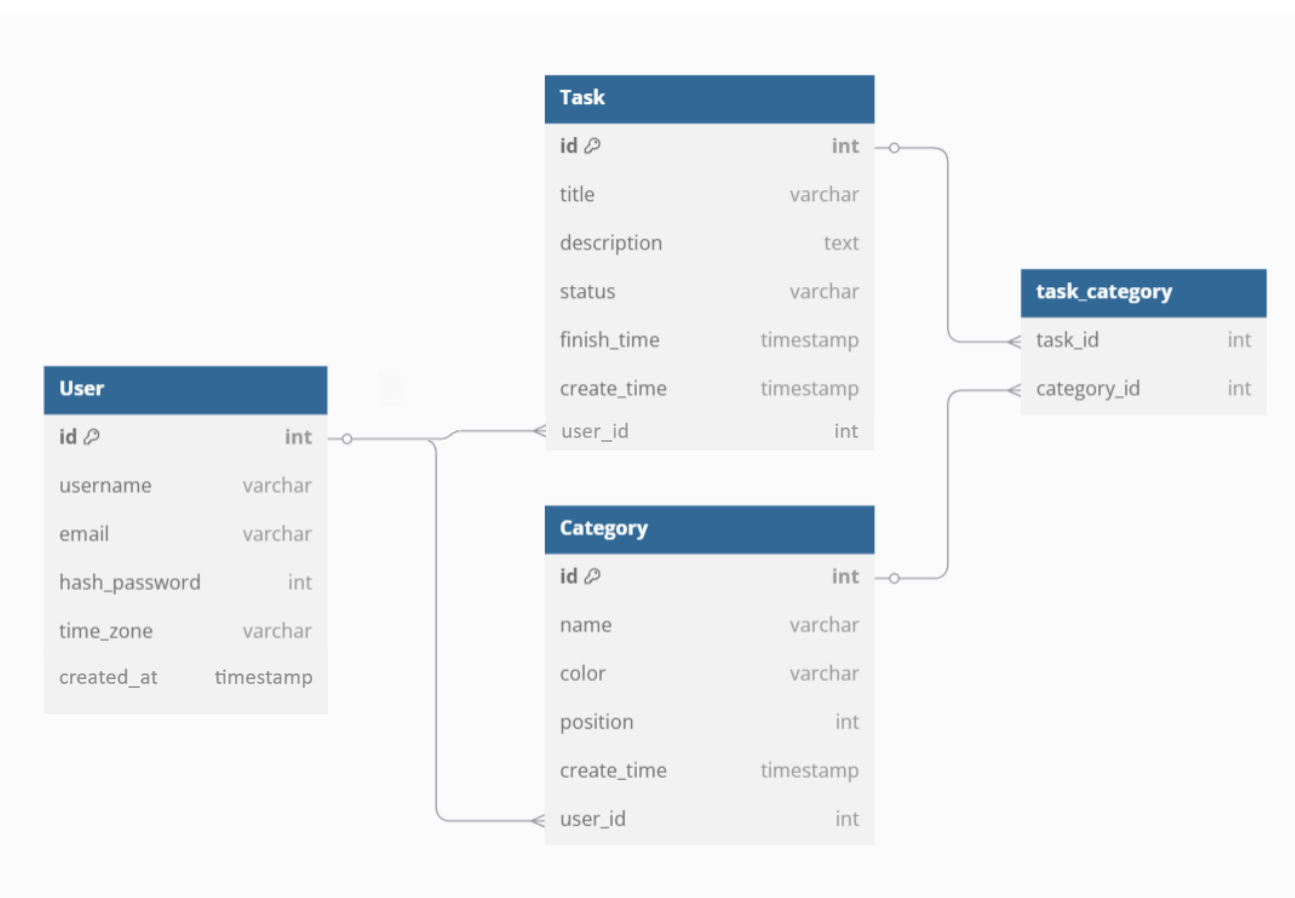 Task
id int
title varchar
description text
status varchar
finish_time timestamp
create_time timestamp
user_id int
task_category
task_id int
category_id int
User
id int
username varchar
email varchar
hash_password int
time_zone varchar
created_at timestamp
Category
id int
name varchar
color varchar
position int
create_time timestamp
user_id int